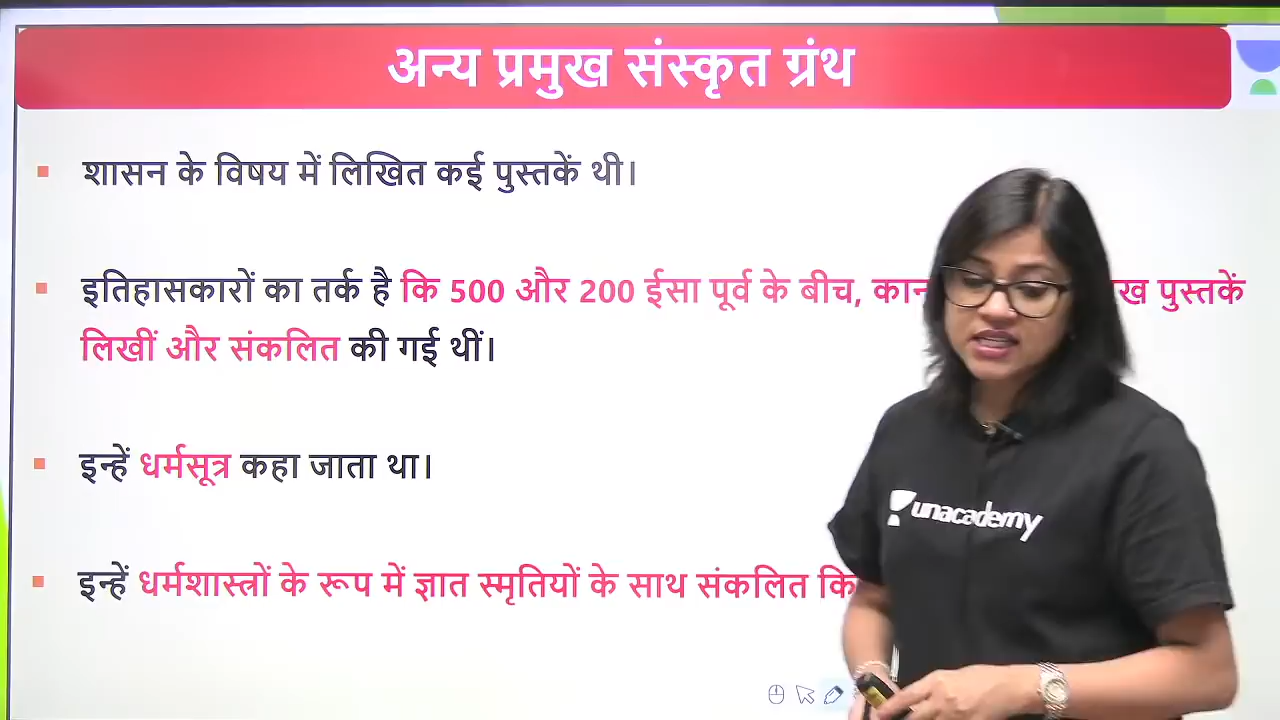 अन्य प्रमुख संस्कृत ग्रंथ
शासन के विषय में लिखित कई पुस्तकें थी।
इतिहासकारों का तर्क है कि 500 और 200 ईसा पूर्व के बीच, पुस्तकें
लिखीं और संकलित की गई थीं।
इन्हें धर्मसूत्र कहा जाता था।
इन्हें धर्मशास्त्रों के रूप में ज्ञात स्मृतियों के साथ संकलित
unacademy